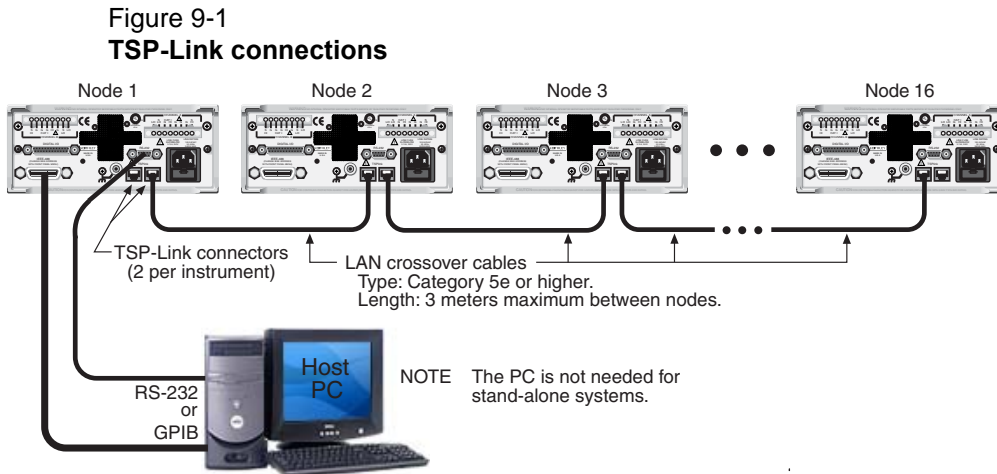 Figure 9-1
TSP-Link connections
Node 1
Node 2
Node 3
Node 16
TSP-Link connectors
(2 per instrument)
LAN crossover cables
Type: Category 5e or higher.
Length: 3 meters maximum between nodes.
Host
PC
RS-232
or
GPIB
NOTE The PC is not needed for
stand-alone systems.